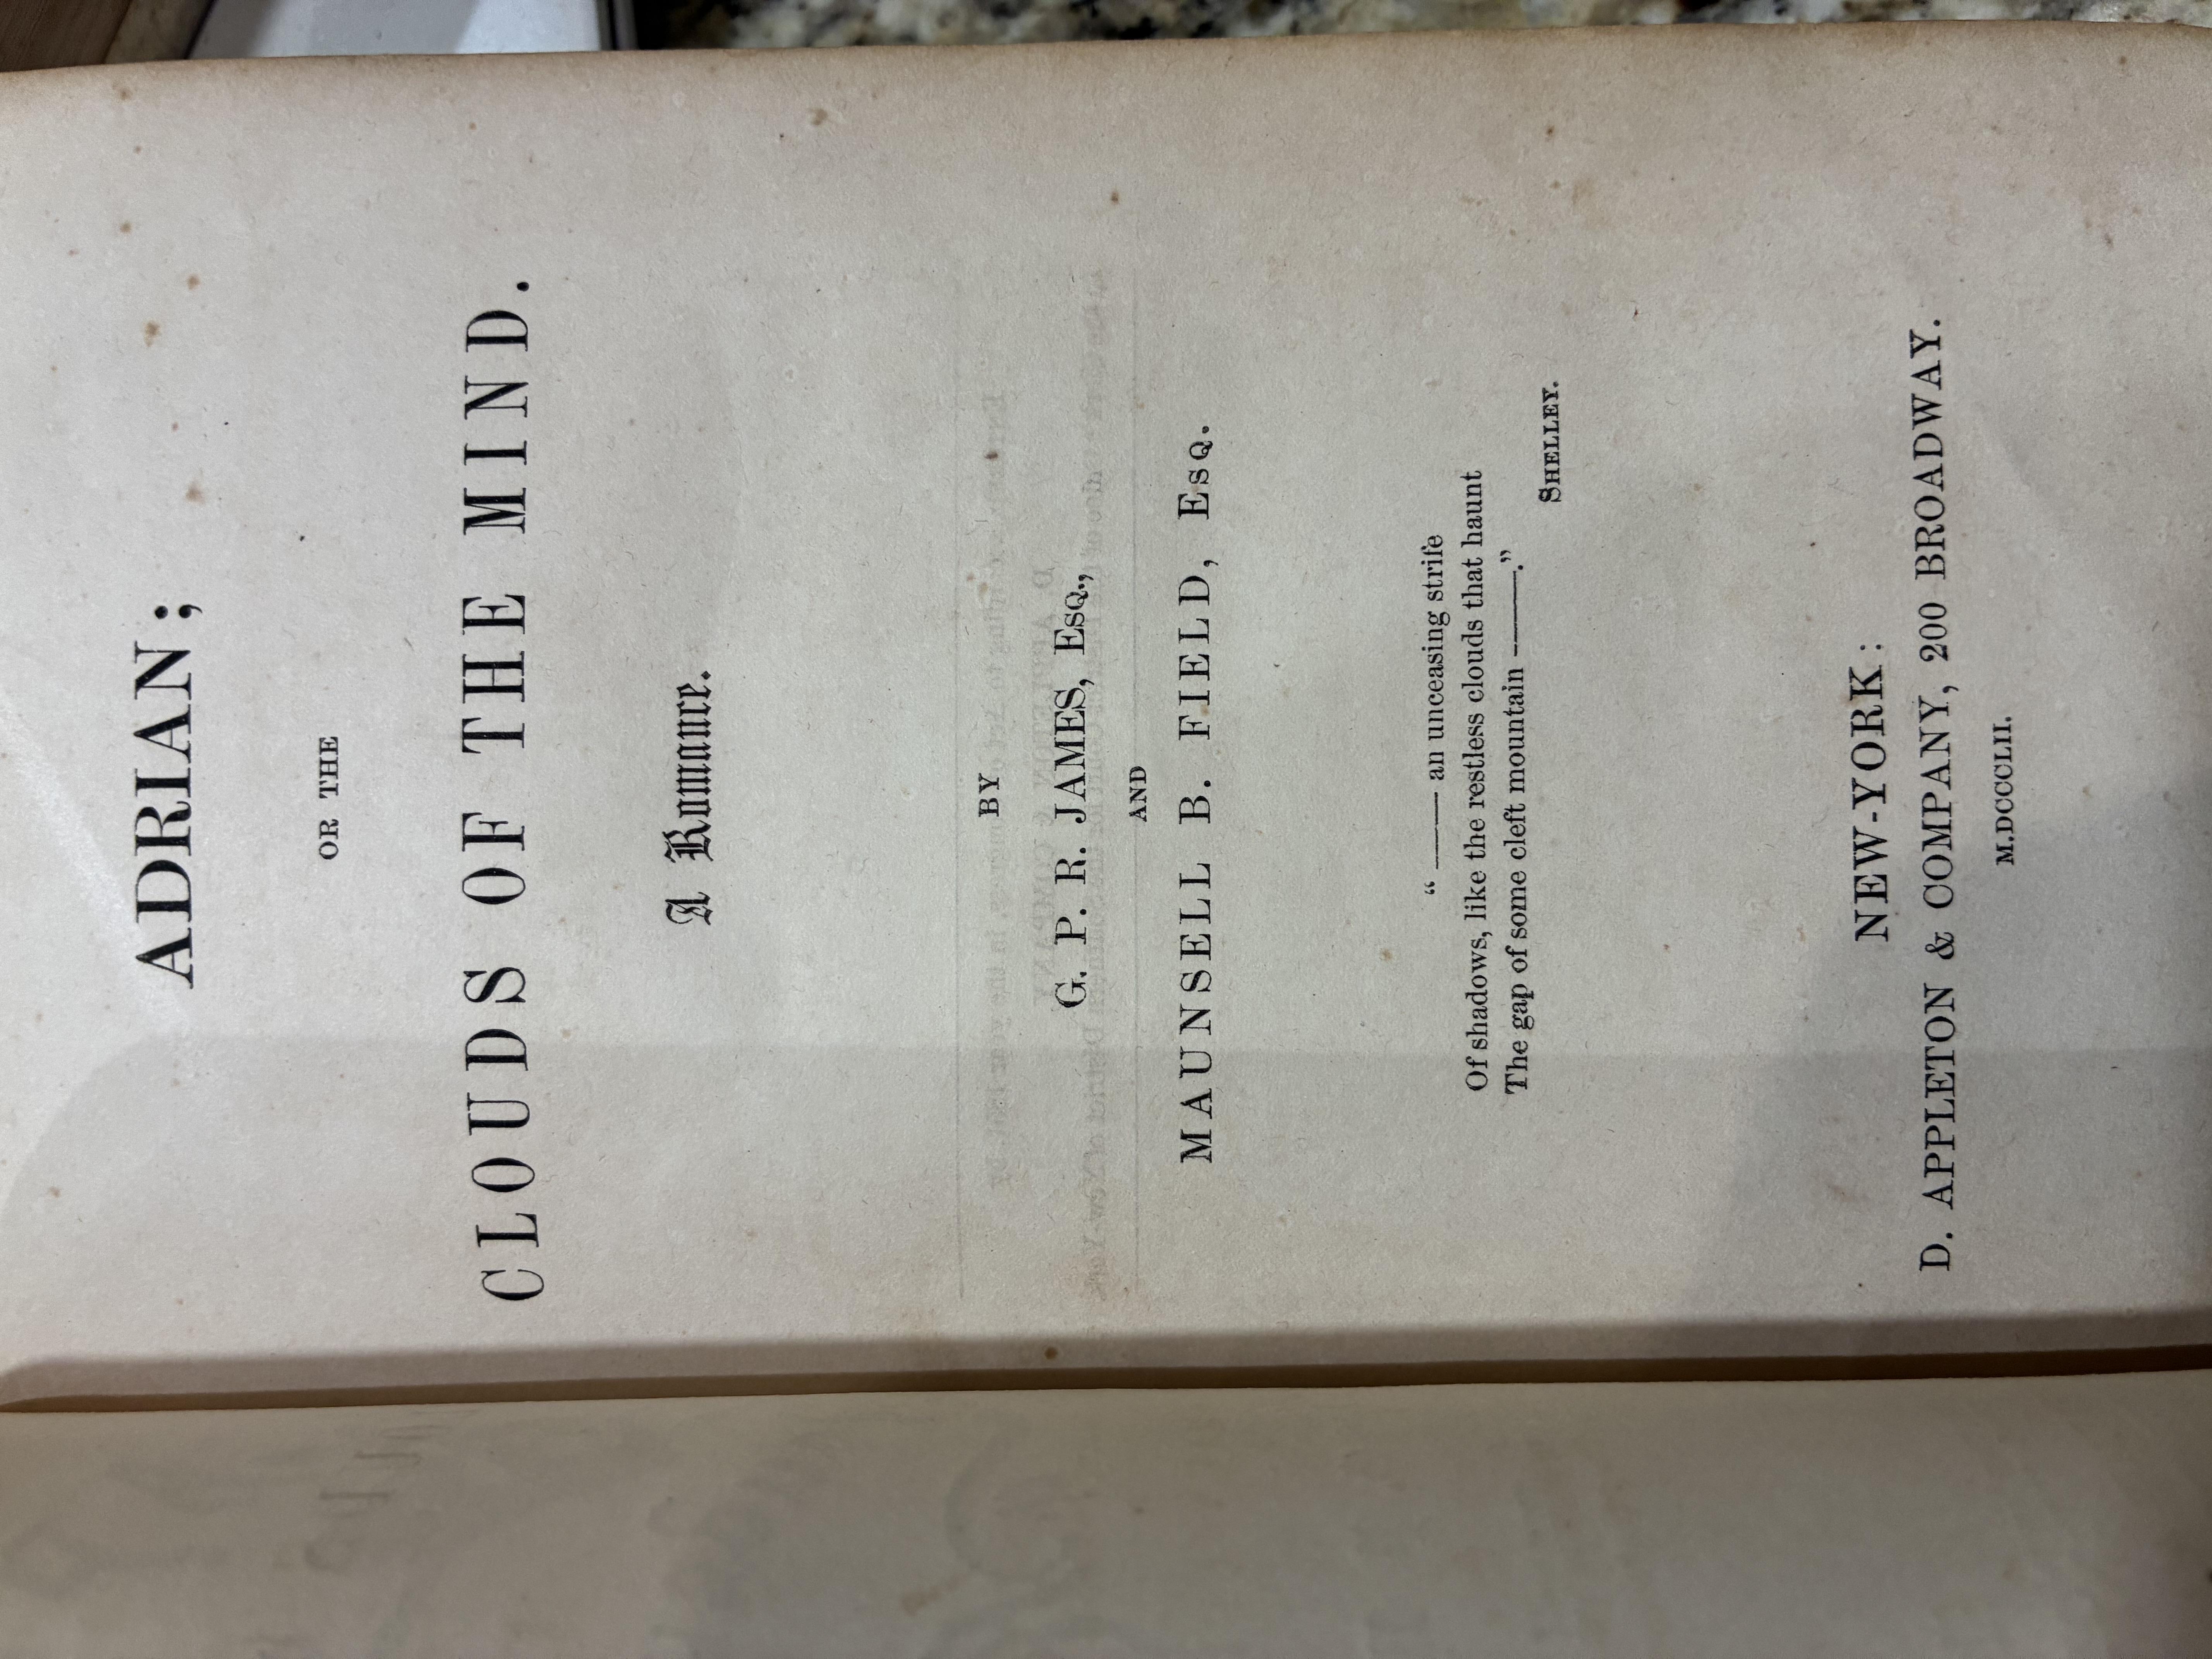 ADRIAN;
OR THE
CLOUDS OF THE MIND.
A Romance.
BY
G. P. R. JAMES, ESQ.,
AND
MAUNSELL B. FIELD, ESQ.
“ —— an unceasing strife
Of shadows, like the restless clouds that haunt
The gap of some cleft mountain ——.”
SHELLEY.
NEW-YORK:
D. APPLETON & COMPANY, 200 BROADWAY.
M.DCCCLII.